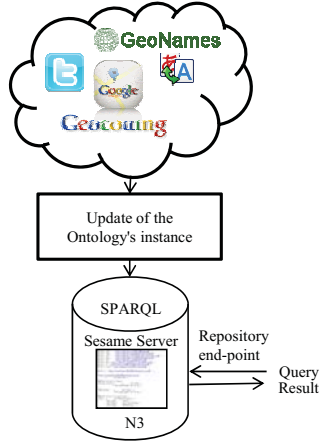 GeoNames
t
Google
A
Geocoding
Update of the
Ontology's instance
SPARQL
Sesame Server
Repository
end-point
Query
Result
N3